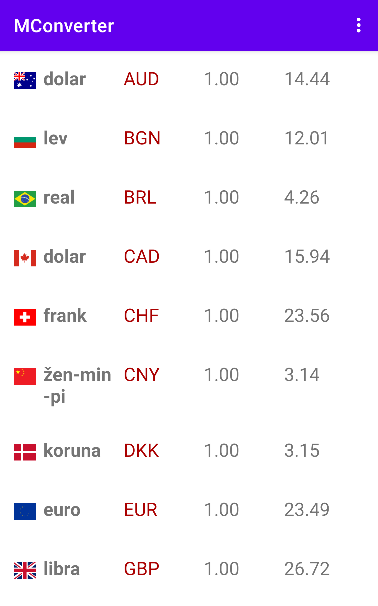 MConverter
dolar AUD 1.00 14.44
lev BGN 1.00 12.01
real BRL 1.00 4.26
dolar CAD 1.00 15.94
frank CHF 1.00 23.56
žen-min CNY 1.00 3.14
-pi
koruna DKK 1.00 3.15
euro EUR 1.00 23.49
libra GBP 1.00 26.72